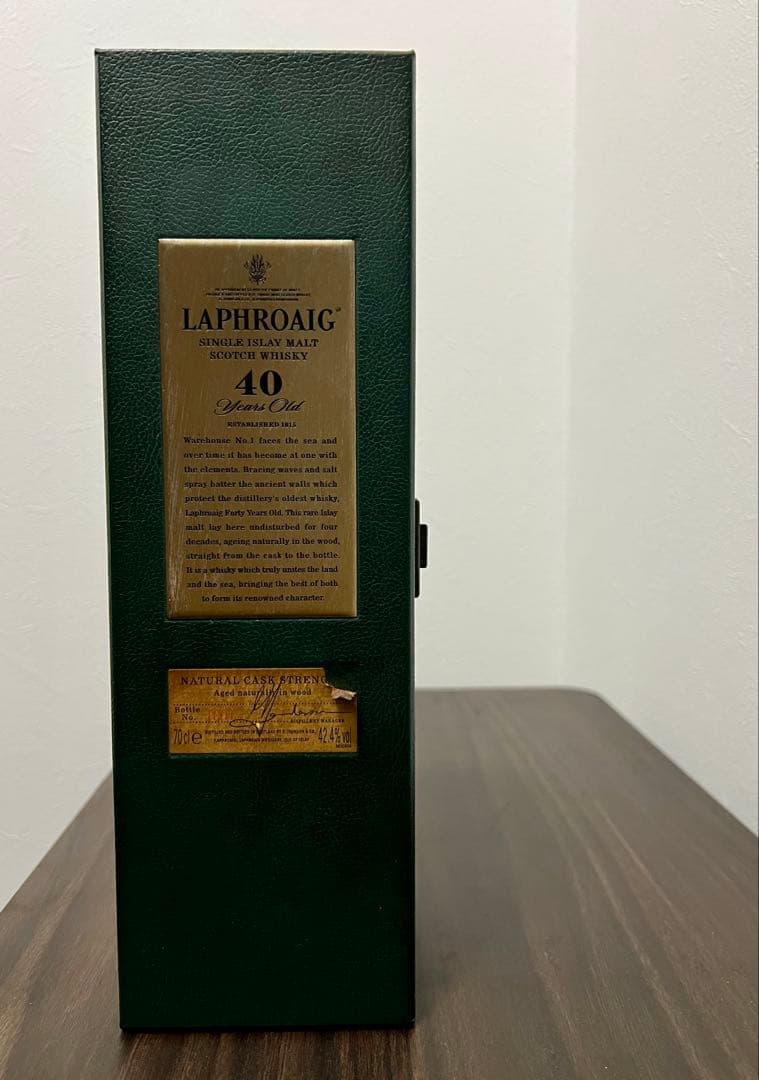 LAPHROAIG®
SINGLE ISLAY MALT
SCOTCH WHISKY
40
Years Old
ESTABLISHED 1815
Warehouse No.1 faces the sea and
over time it has become at one with
the elements. Bracing waves and salt
spray batter the ancient walls which
protect the distillery's oldest whisky,
Laphroaig Forty Years Old. This rare Islay
malt lay here undisturbed for four
decades, ageing naturally in the wood,
straight from the cask to the bottle.
It is a whisky which truly unites the land
and the sea, bringing the best of both
to form its renowned character.
NATURAL CASK STRENG
Aged naturally in wood
Bottle
No.
DISTILLERY MANAGER
70cl e
42.4% vol